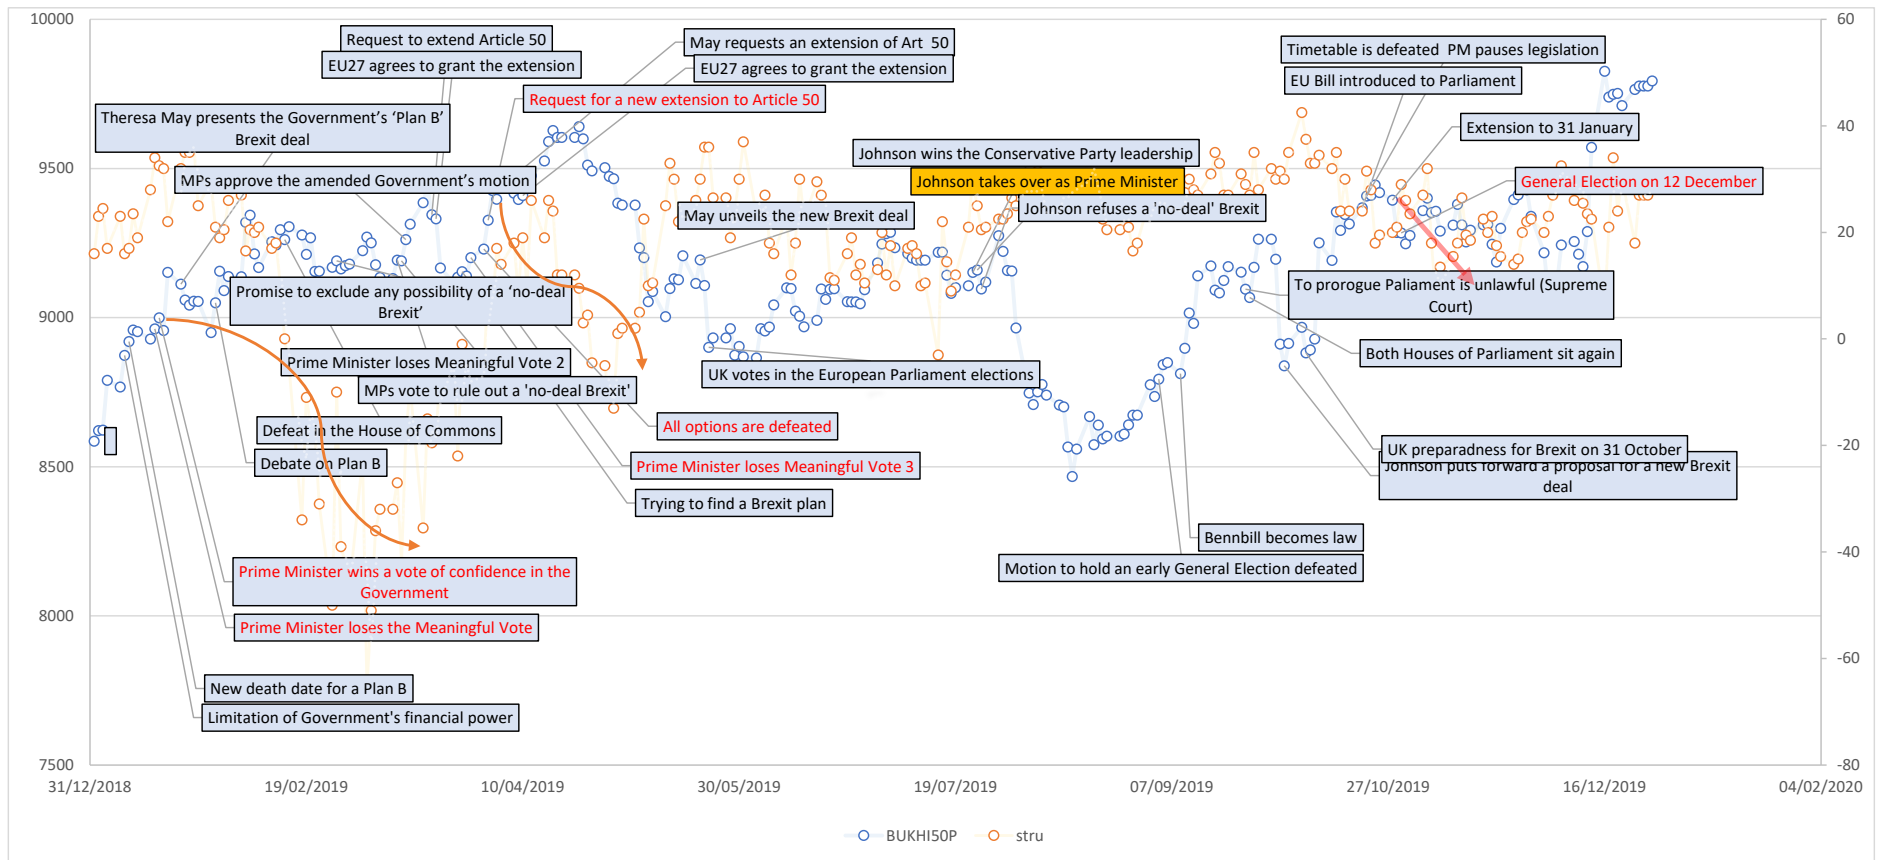 10000
60
Request to extend Article 50
May requests an extension of Art 50
Timetable is defeated PM pauses legislation
EU27 agrees to grant the extension
EU27 agrees to grant the extension
EU Bill introduced to Parliament
Request for a new extension to Article 50
Theresa May presents the Government's 'Plan B'
Brexit deal
40
Extension to 31 January
Johnson wins the Conservative Party leadership
9500
MPs approve the amended Government's motion
Johnson takes over as Prime Minister
General Election on 12 December
May unveils the new Brexit deal
Johnson refuses a 'no-deal' Brexit
20
Promise to exclude any possibility of a 'no-deal
Brexit'
To prorogue Paliament is unlawful (Supreme
Court)
9000
0
Prime Minister loses Meaningful Vote 2
Both Houses of Parliament sit again
UK votes in the European Parliament elections
MPs vote to rule out a 'no-deal Brexit'
Defeat in the House of Commons
All options are defeated
-20
UK preparadness for Brexit on 31 October
Debate on Plan B
Prime Minister loses Meaningful Vote 3
8500
Johnson puts forward a proposal for a new Brexit
deal
Trying to find a Brexit plan
Bennbill becomes law
-40
Prime Minister wins a vote of confidence in the
Government
Motion to hold an early General Election defeated
8000
Prime Minister loses the Meaningful Vote
-60
New death date for a Plan B
Limitation of Government's financial power
7500
-80
31/12/2018
19/02/2019
10/04/2019
30/05/2019
19/07/2019
07/09/2019
27/10/2019
16/12/2019
04/02/2020
BUKHI50P
stru